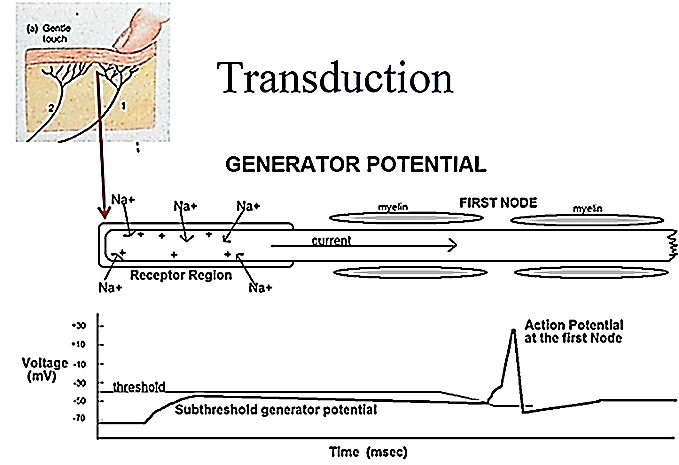 (a) Gentle
touch
2
1
Transduction
GENERATOR POTENTIAL
Na+ Na+ Na+
FIRST NODE
myelin myelin
current
Receptor Region
Na+ Na+
Voltage
(mV)
+30
+10
-10
-30
-50
-70
threshold
Subthreshold generator potential
Action Potential
at the first Node
Time (msec)